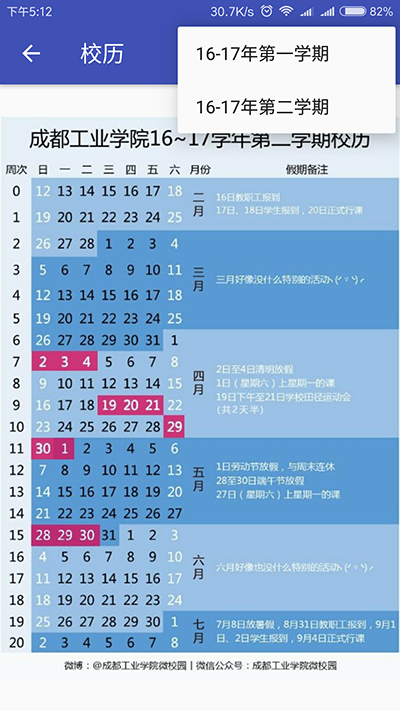 下午5:12
30.7K/s
82%
校历
16-17年第一学期
16-17年第二学期
成都工业学院16~17学年第二学期校历
周次 日 一 二 三 四 五 六 月份 假期备注
0 12 13 14 15 16 17 18
1 19 20 21 22 23 24 25
二月
16日教职工报到
17日、18日学生报到，20日正式行课
2 26 27 28 1 2 3 4
3 5 6 7 8 9 10 11
4 12 13 14 15 16 17 18
5 19 20 21 22 23 24 25
三月
三月好像没什么特别的活动
6 26 27 28 29 30 31 1
7 2 3 4 5 6 7 8
8 9 10 11 12 13 14 15
9 16 17 18 19 20 21 22
10 23 24 25 26 27 28 29
四月
2日至4日清明放假
1日（星期六）上星期一的课
19日下午至21日学校田径运动会
(共2天半)
11 30 1 2 3 4 5 6
12 7 8 9 10 11 12 13
13 14 15 16 17 18 19 20
14 21 22 23 24 25 26 27
五月
1日劳动节放假，与周末连休
28至30日端午节放假
27日（星期六）上星期一的课
15 28 29 30 31 1 2 3
16 4 5 6 7 8 9 10
17 11 12 13 14 15 16 17
18 18 19 20 21 22 23 24
六月
六月好像也没什么特别的活动
19 25 26 27 28 29 30 1
20 2 3 4 5 6 7 8
七月
7月8日放暑假，8月31日教职工报到，9月1
日、2日学生报到，9月4日正式行课
微博：@成都工业学院微校园丨微信公众号：成都工业学院微校园